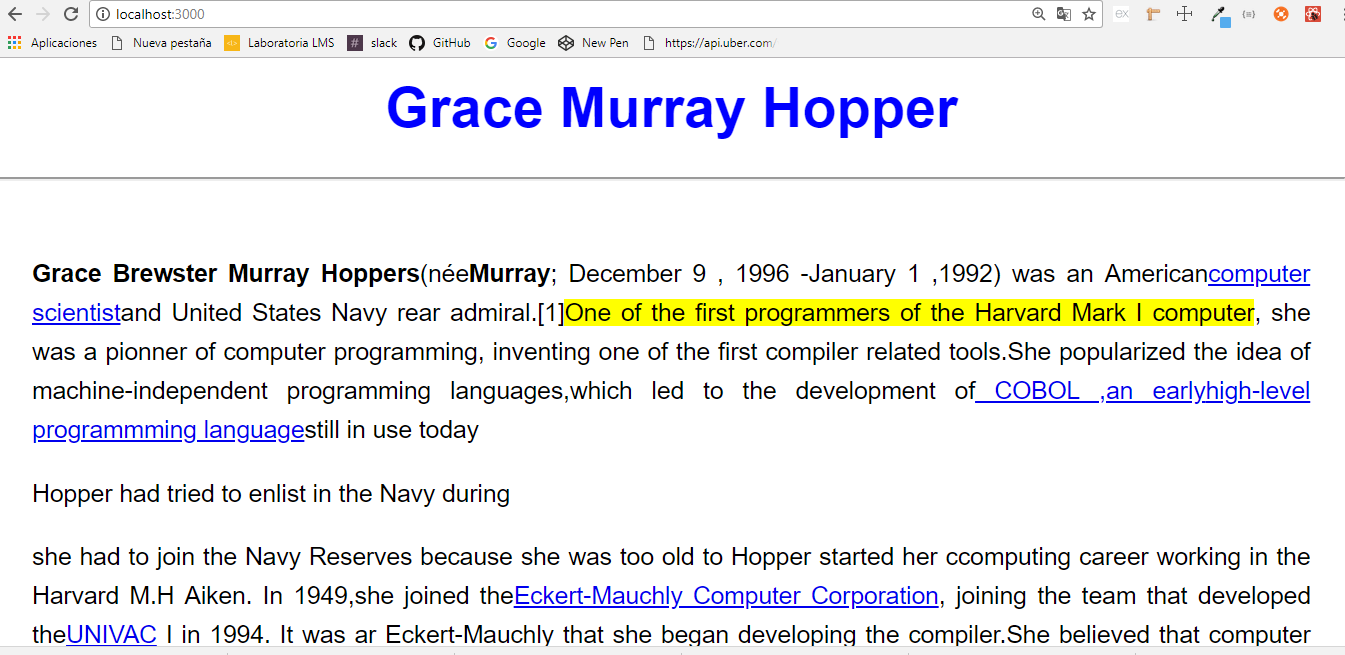 localhost:3000
Aplicaciones Nueva pestaña Laboratoria LMS # slack GitHub Google New Pen https://api.uber.com/
Grace Murray Hopper
Grace Brewster Murray Hoppers(néeMurray; December 9 , 1996 -January 1 ,1992) was an Americancomputer
scientistand United States Navy rear admiral.[1]One of the first programmers of the Harvard Mark I computer, she
was a pionner of computer programming, inventing one of the first compiler related tools.She popularized the idea of
machine-independent programming languages,which led to the development of COBOL ,an earlyhigh-level
programmming languagestill in use today
Hopper had tried to enlist in the Navy during
she had to join the Navy Reserves because she was too old to Hopper started her ccomputing career working in the
Harvard M.H Aiken. In 1949,she joined theEckert-Mauchly Computer Corporation, joining the team that developed
theUNIVAC I in 1994. It was ar Eckert-Mauchly that she began developing the compiler.She believed that computer